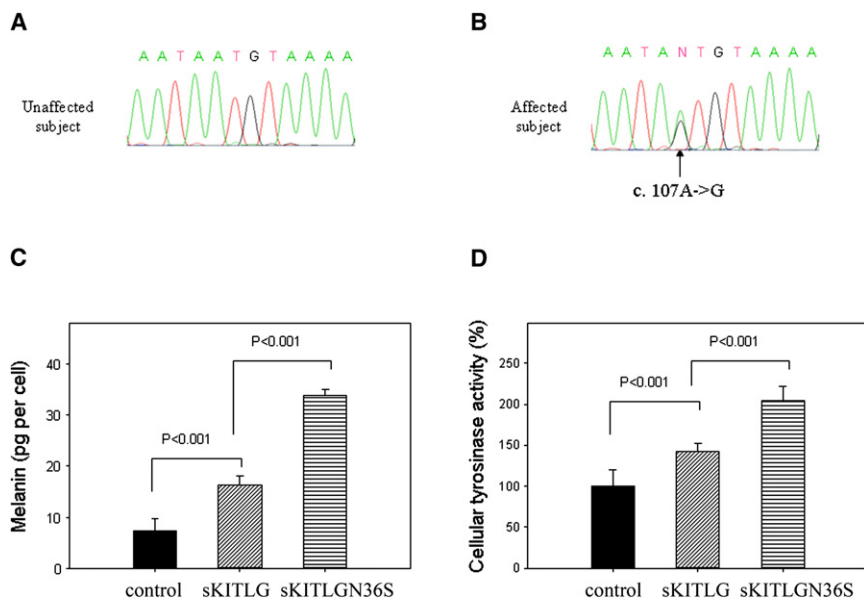 A
A A T A A T G T A A A A
Unaffected
subject
B
A A T A N T G T A A A A
Affected
subject
c. 107A->G
C
Melanin (pg per cell)
40
30
20
10
0
P<0.001
P<0.001
control sKITLG sKITLGN36S
D
Cellular tyrosinase activity (%)
250
200
150
100
50
0
P<0.001
P<0.001
control sKITLG sKITLGN36S